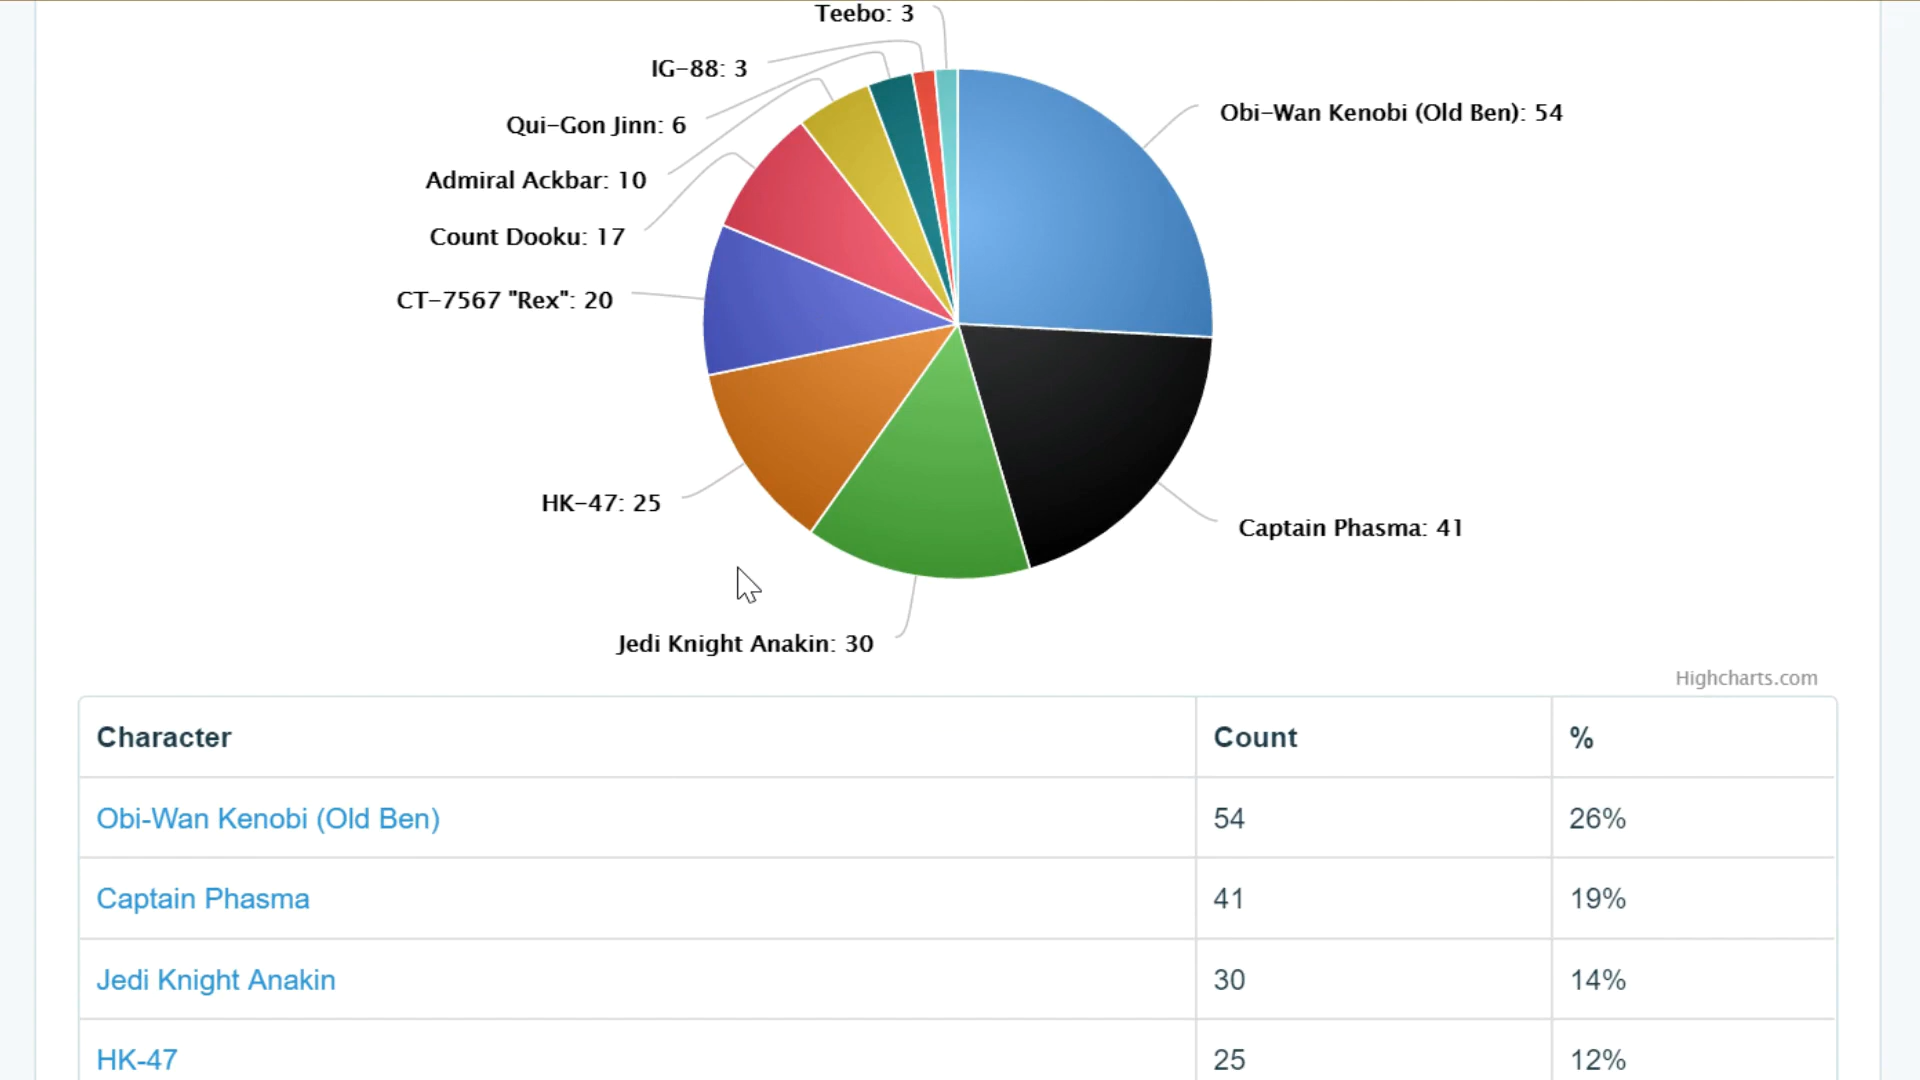 Teebo: 3
IG-88: 3
Obi-Wan Kenobi (Old Ben): 54
Qui-Gon Jinn: 6
Admiral Ackbar: 10
Count Dooku: 17
CT-7567 "Rex": 20
HK-47: 25
Captain Phasma: 41
Jedi Knight Anakin: 30
Highcharts.com
Character Count %
Obi-Wan Kenobi (Old Ben) 54 26%
Captain Phasma 41 19%
Jedi Knight Anakin 30 14%
HK-47 25 12%